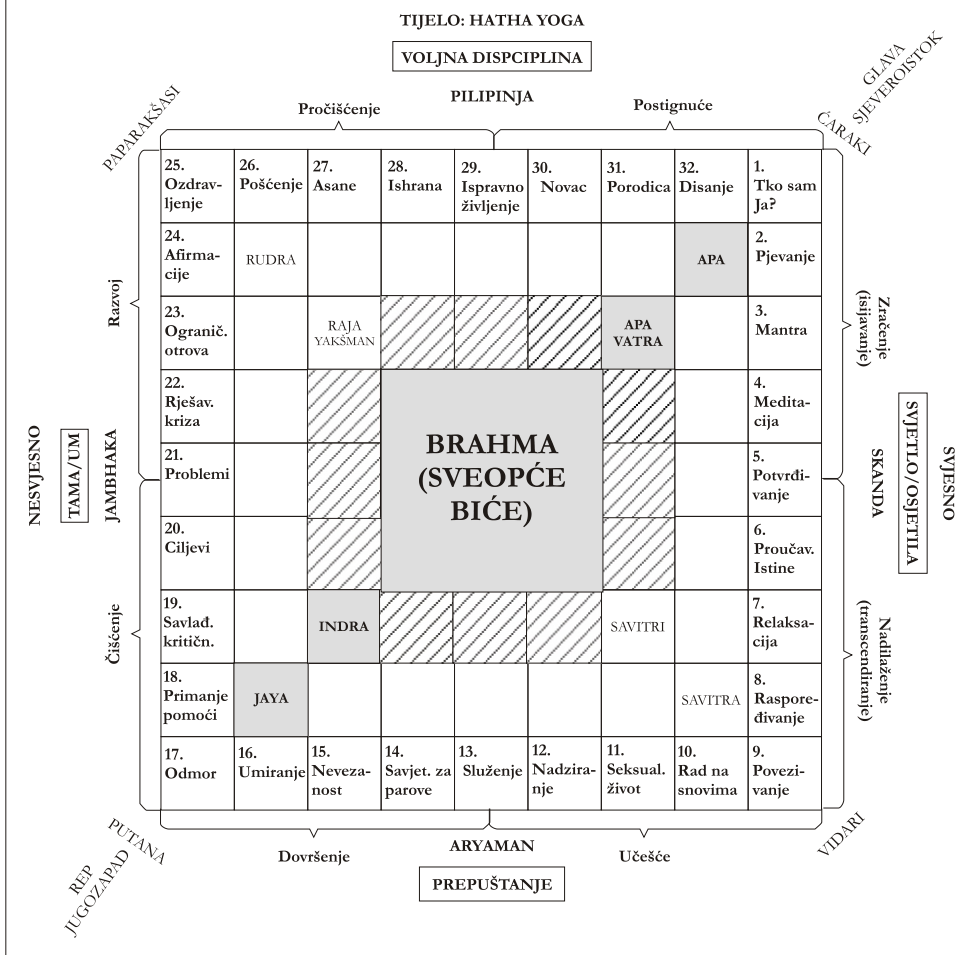 TIJELO: HATHA YOGA
VOLJNA DISPCIPLINA
GLAVA
SJEVEROISTOK
PAPARAKŠASI
Pročišćenje
PILIPINJA
Postignuće
ĆARAKI
25.
Ozdrav-
ljenje
26.
Pošćenje
27.
Asane
28.
Ishrana
29.
Ispravno
življenje
30.
Novac
31.
Porodica
32.
Disanje
1.
Tko sam
Ja?
24.
Afirma-
cije
RUDRA
APA
2.
Pjevanje
Razvoj
23.
Ogranič.
otrova
RAJA
YAKŠMAN
APA
VATRA
3.
Mantra
Zračenje
(isijavanje)
22.
Rješav.
kriza
BRAHMA
(SVEOPĆE
BIĆE)
4.
Medita-
cija
NESVJESNO
TAMA/UM
JAMBHAKA
21.
Problemi
5.
Potvrđi-
vanje
SKANDA
SVJETLO/OSJETILA
SVJESNO
20.
Ciljevi
6.
Proučav.
Istine
Čišćenje
19.
Savlađ.
kritičn.
INDRA
SAVITRI
7.
Relaksa-
cija
Nadilaženje
(transcendiranje)
18.
Primanje
pomoći
JAYA
SAVITRA
8.
Raspore-
đivanje
17.
Odmor
16.
Umiranje
15.
Neveza-
nost
14.
Savjet. za
parove
13.
Služenje
12.
Nadzira-
nje
11.
Seksual.
život
10.
Rad na
snovima
9.
Povezi-
vanje
PUTANA
REP
JUGOZAPAD
Dovršenje
ARYAMAN
Učešće
VIDARI
PREPUŠTANJE